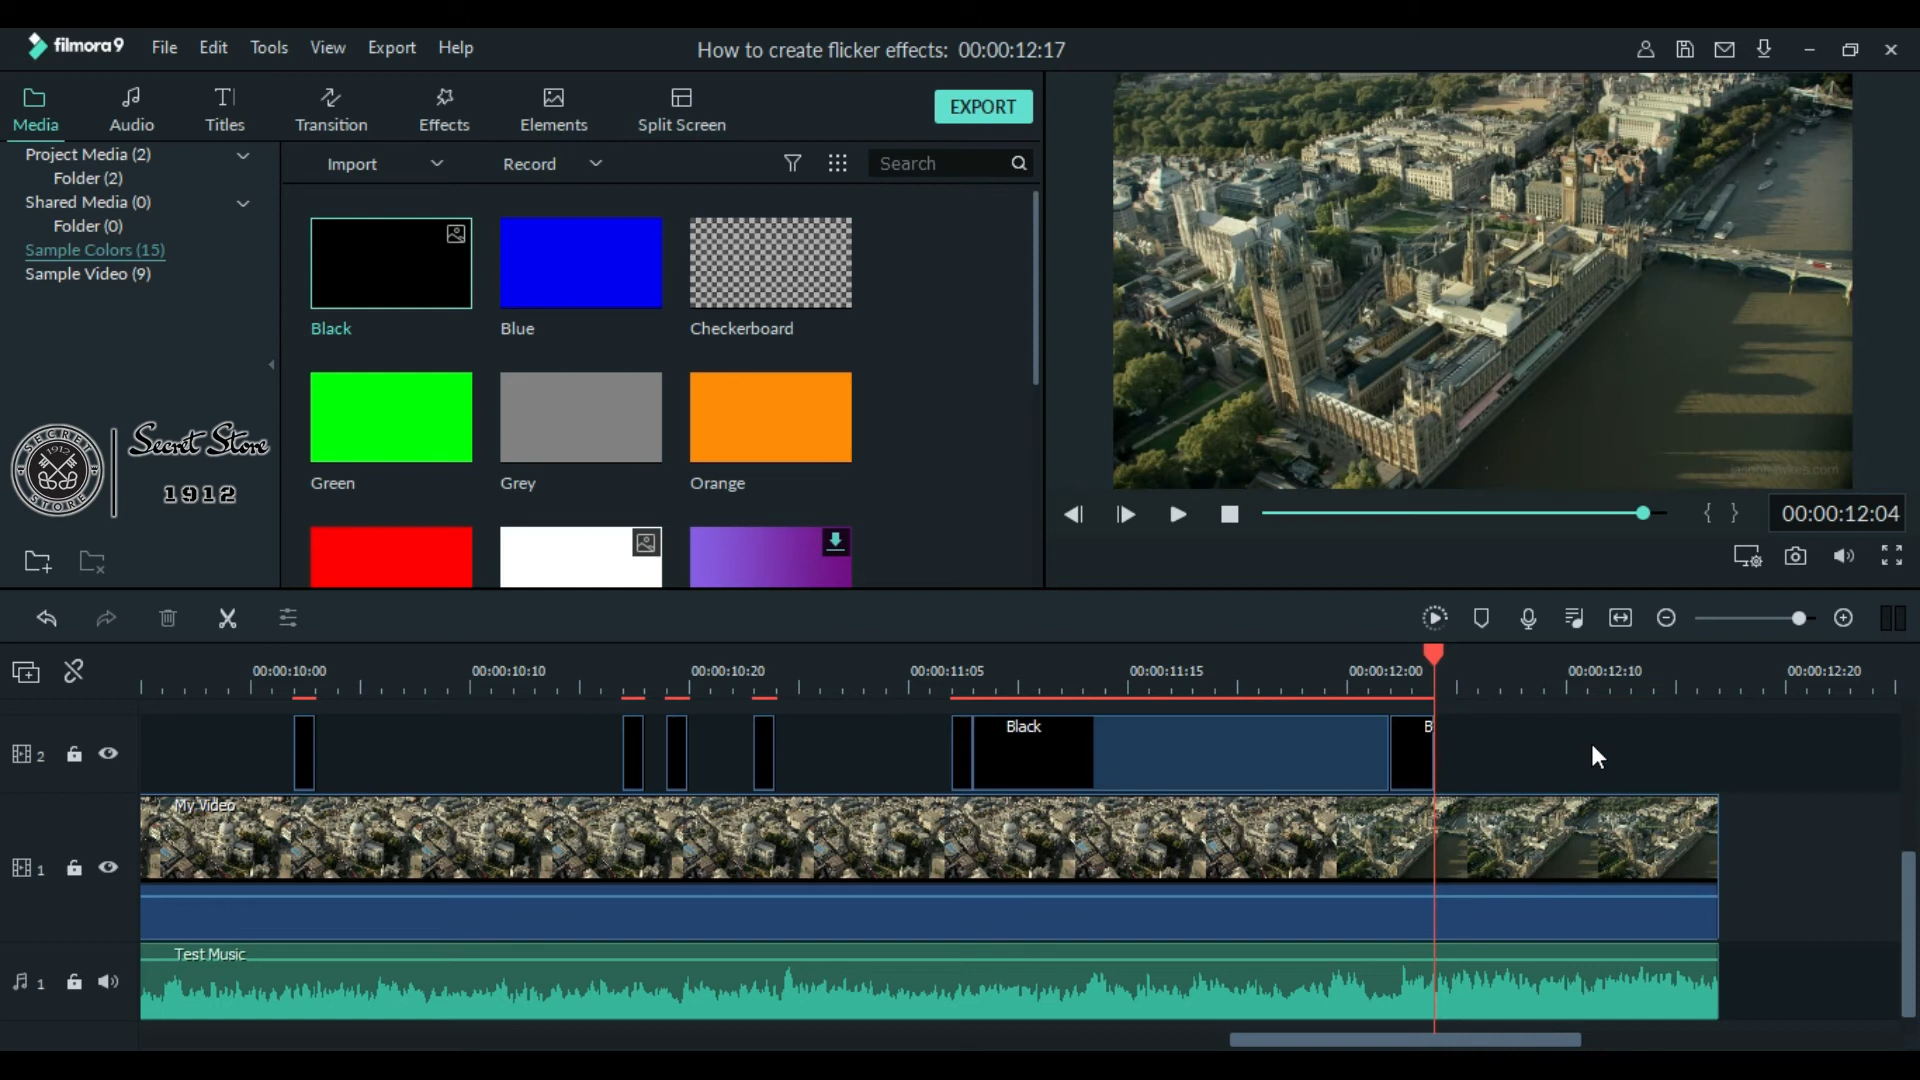 filmora9 File Edit Tools View Export Help
How to create flicker effects: 00:00:12:17
Media Audio Titles Transition Effects Elements Split Screen
EXPORT
Project Media (2)
Folder (2)
Shared Media (0)
Folder (0)
Sample Colors (15)
Sample Video (9)
Import Record Search
Black Blue Checkerboard
Green Grey Orange
SECRET STORE 1912
Secret Store
1912
00:00:12:04
00:00:10:00 00:00:10:10 00:00:10:20 00:00:11:05 00:00:11:15 00:00:12:00 00:00:12:10 00:00:12:20
2 Black B
My Video
1
Test Music
1